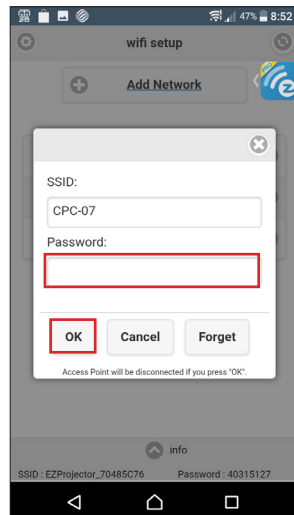 47% 8:52
wifi setup
Add Network
SSID:
CPC-07
Password:
OK Cancel Forget
Access Point will be disconnected if you press "OK".
info
SSID : EZProjector_70485C76 Password : 40315127